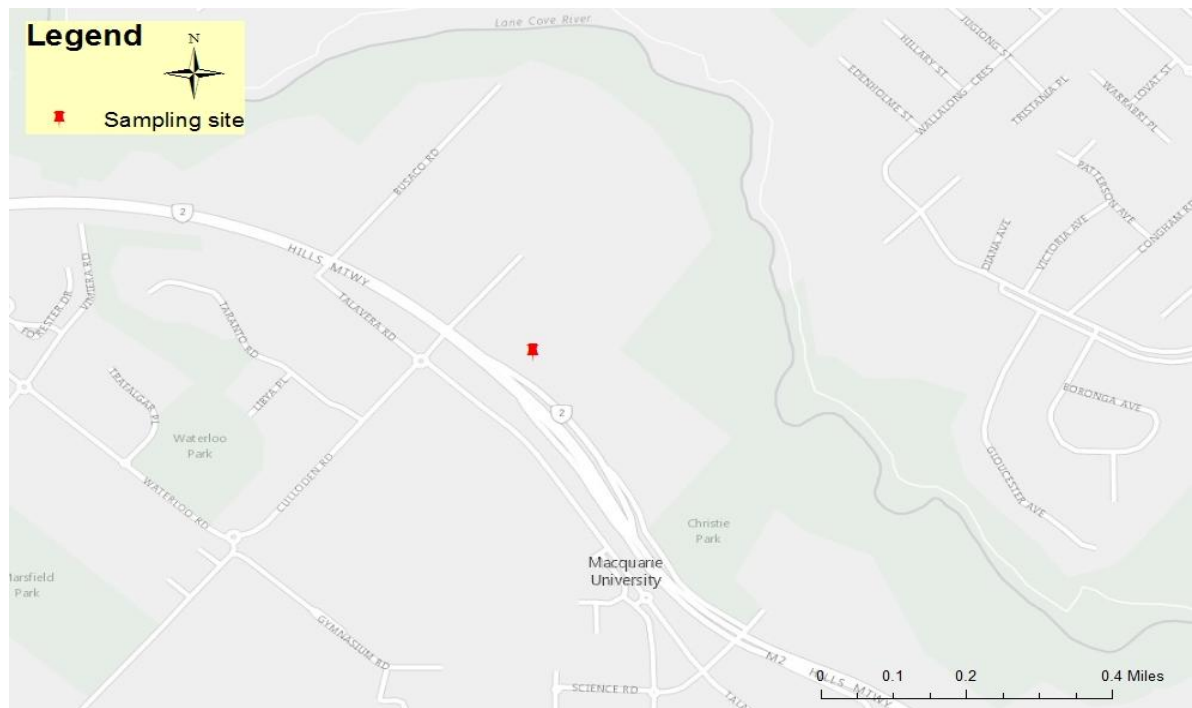 Legend
N
Sampling site
Lane Cove River
JUGIONG ST
HILLARY ST
EDENHOLME ST
WALLALONG CRES
TRISTANIA PL
WARRABRI PL
LOVAT ST
BUSACO RD
PATTERSON AVE
VICTORIA AVE
CONGHAM RD
DIANA AVE
2
HILLS MTWY
VIMIERA RD
FORESTER DR
TARANTO RD
TALAVERA RD
LIBYA PL
TRAFALGAR PL
BORONGA AVE
2
Waterloo
Park
CULLODEN RD
WATERLOO RD
GLOUCESTER AVE
Christie
Park
Macquarie
University
Marsfield
Park
GYMNASIUM RD
M2 HILLS MTWY
SCIENCE RD
0 0.1 0.2 0.4 Miles